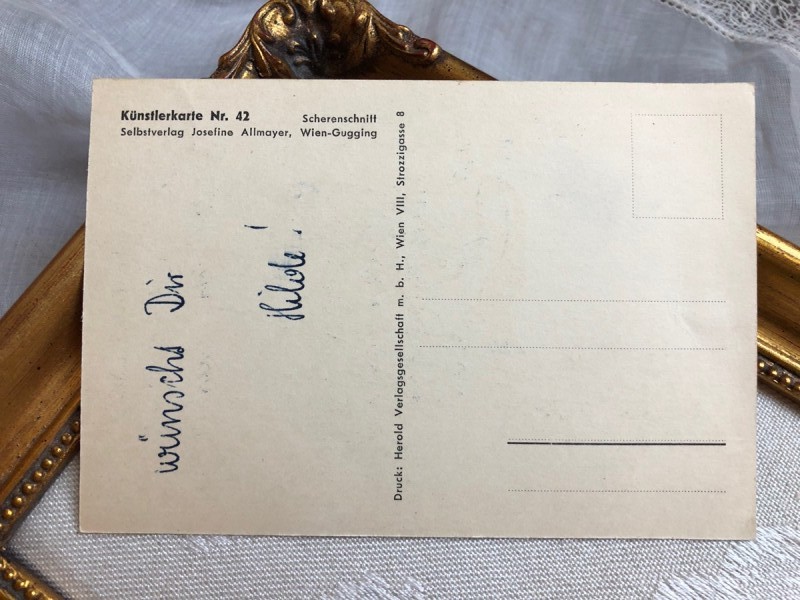 Künstlerkarte Nr. 42 Scherenschnitt
Selbstverlag Josefine Allmayer, Wien-Gugging
Druck: Herold Verlagsgesellschaft m. b. H., Wien VIII, Strozzigasse 8
wünscht Dir
Hilde!